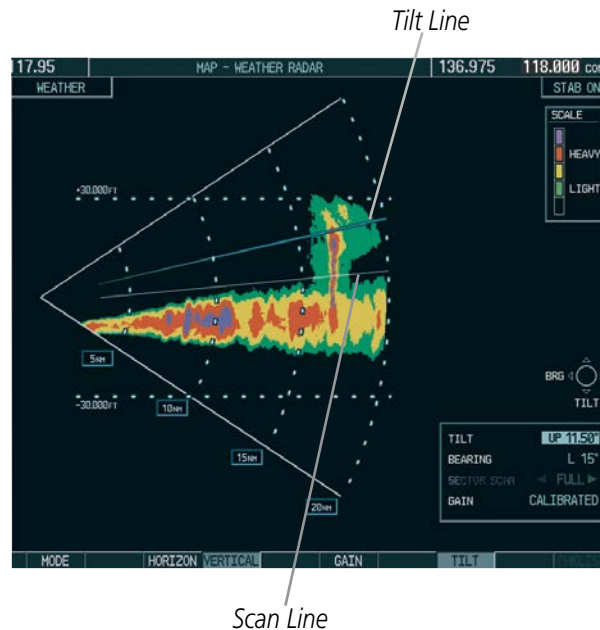 Tilt Line
17.95 MAP - WEATHER RADAR 136.975 118.000 COM
WEATHER STAB ON
SCALE
HEAVY
LIGHT
+30.000FT
5NM
-30.000FT
10NM
15NM
20NM
BRG
TILT
TILT UP 11.50°
BEARING L 15°
SECTOR SCAN FULL
GAIN CALIBRATED
MODE HORIZON VERTICAL GAIN TILT
Scan Line